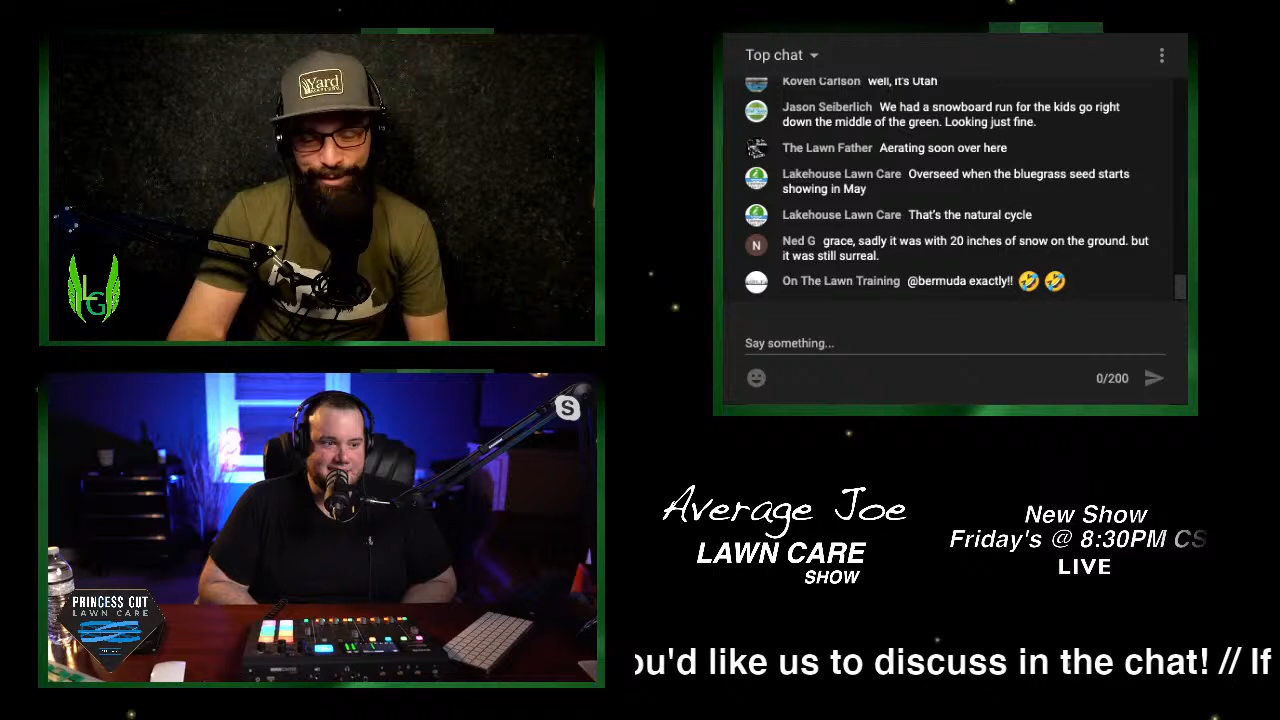 Yard
LG
S
PRINCESS CUT
LAWN CARE
Top chat
Koven Carlson well, it's Utah
Jason Seiberlich We had a snowboard run for the kids go right
down the middle of the green. Looking just fine.
The Lawn Father Aerating soon over here
Lakehouse Lawn Care Overseed when the bluegrass seed starts
showing in May
Lakehouse Lawn Care That's the natural cycle
N Ned G grace, sadly it was with 20 inches of snow on the ground. but
it was still surreal.
On The Lawn Training @bermuda exactly!! 🤣 🤣
Say something...
0/200
Average Joe
LAWN CARE
SHOW
New Show
Friday's @ 8:30PM CS
LIVE
ou'd like us to discuss in the chat! // If